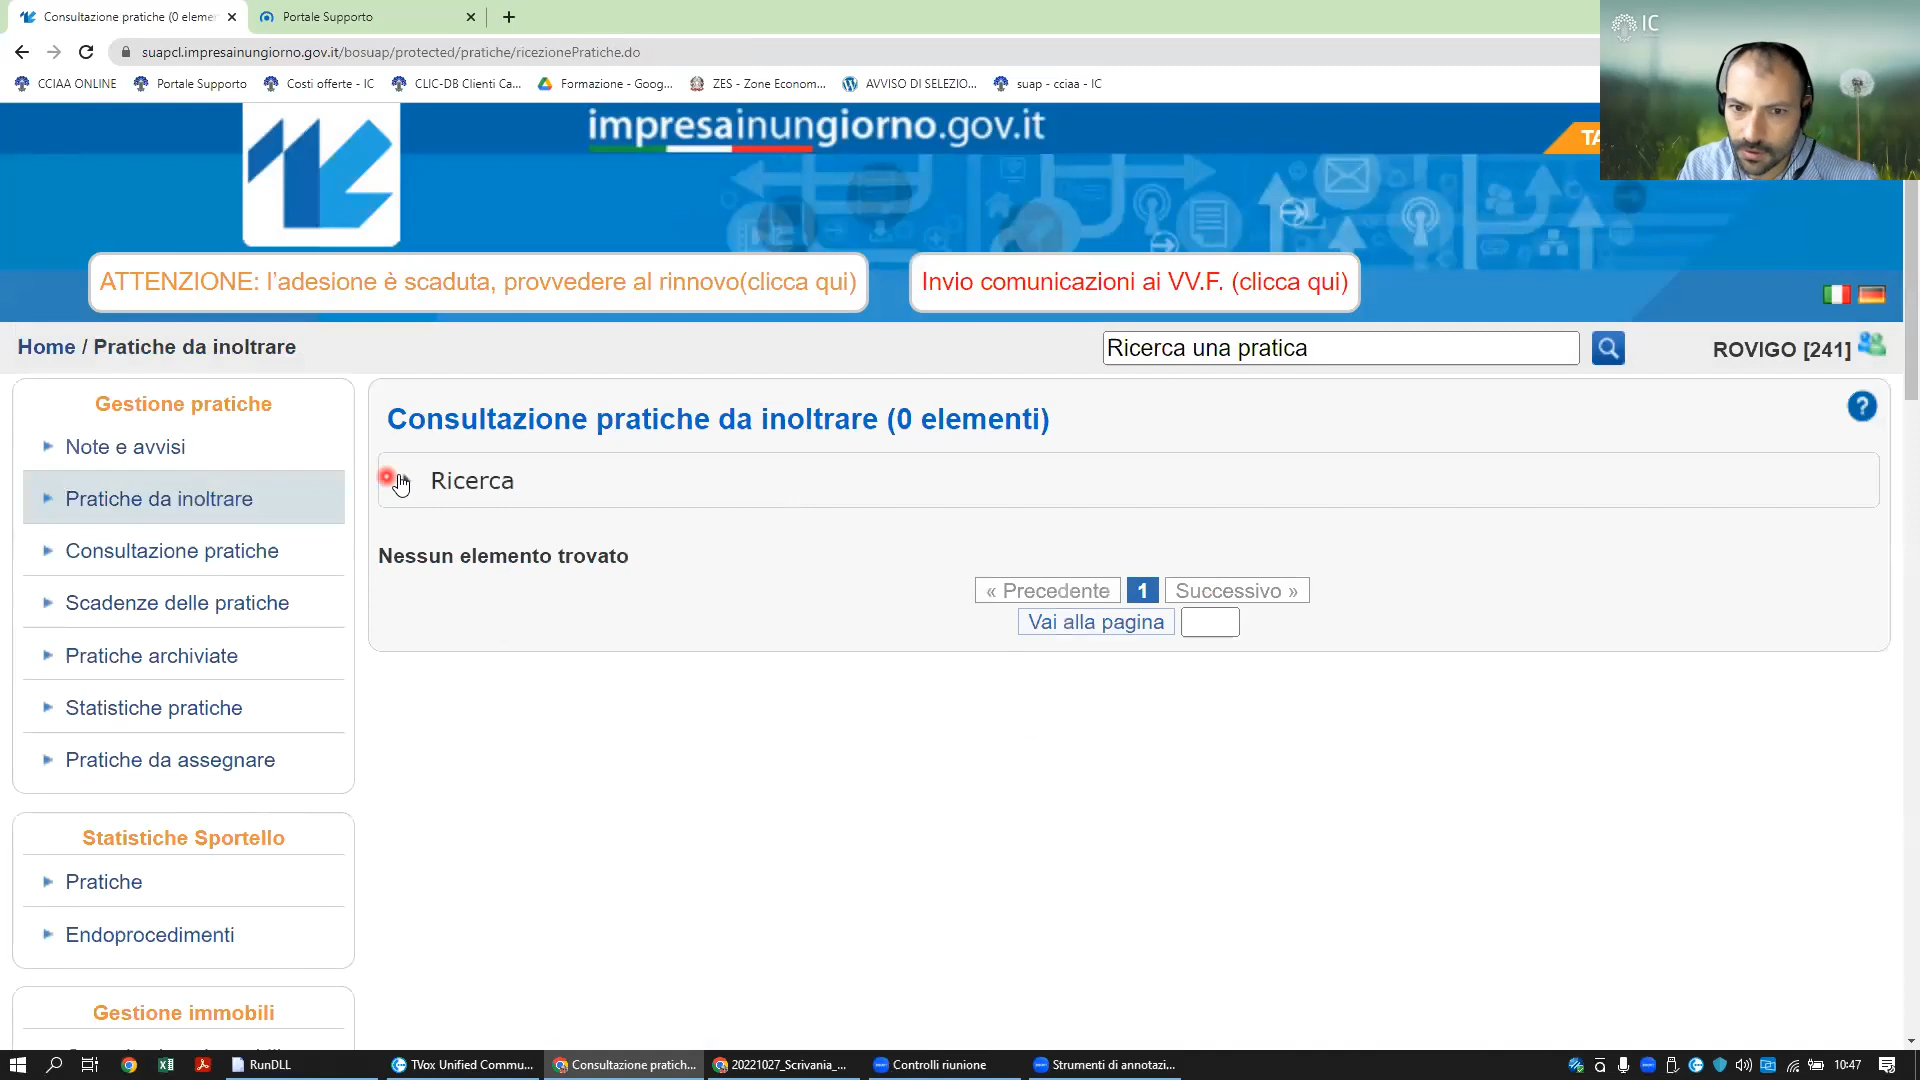 Consultazione pratiche (0 eleme
Portale Supporto
suapcl.impresainungiorno.gov.it/bosuap/protected/pratiche/ricezionePratiche.do
CCIAA ONLINE
Portale Supporto
Costi offerte - IC
CLIC-DB Clienti Ca...
Formazione - Goog...
ZES - Zone Econom...
AVVISO DI SELEZIO...
suap - cciaa - IC
IC
impresainungiorno.gov.it
TA
ATTENZIONE: l'adesione è scaduta, provvedere al rinnovo(clicca qui)
Invio comunicazioni ai VV.F. (clicca qui)
Home / Pratiche da inoltrare
Ricerca una pratica
ROVIGO [241]
Gestione pratiche
Note e avvisi
Pratiche da inoltrare
Consultazione pratiche
Scadenze delle pratiche
Pratiche archiviate
Statistiche pratiche
Pratiche da assegnare
Statistiche Sportello
Pratiche
Endoprocedimenti
Gestione immobili
Consultazione pratiche da inoltrare (0 elementi)
?
Ricerca
Nessun elemento trovato
« Precedente
1
Successivo »
Vai alla pagina
RunDLL
TVox Unified Commu...
Consultazione pratich...
20221027_Scrivania_...
Controlli riunione
Strumenti di annotazi...
10:47